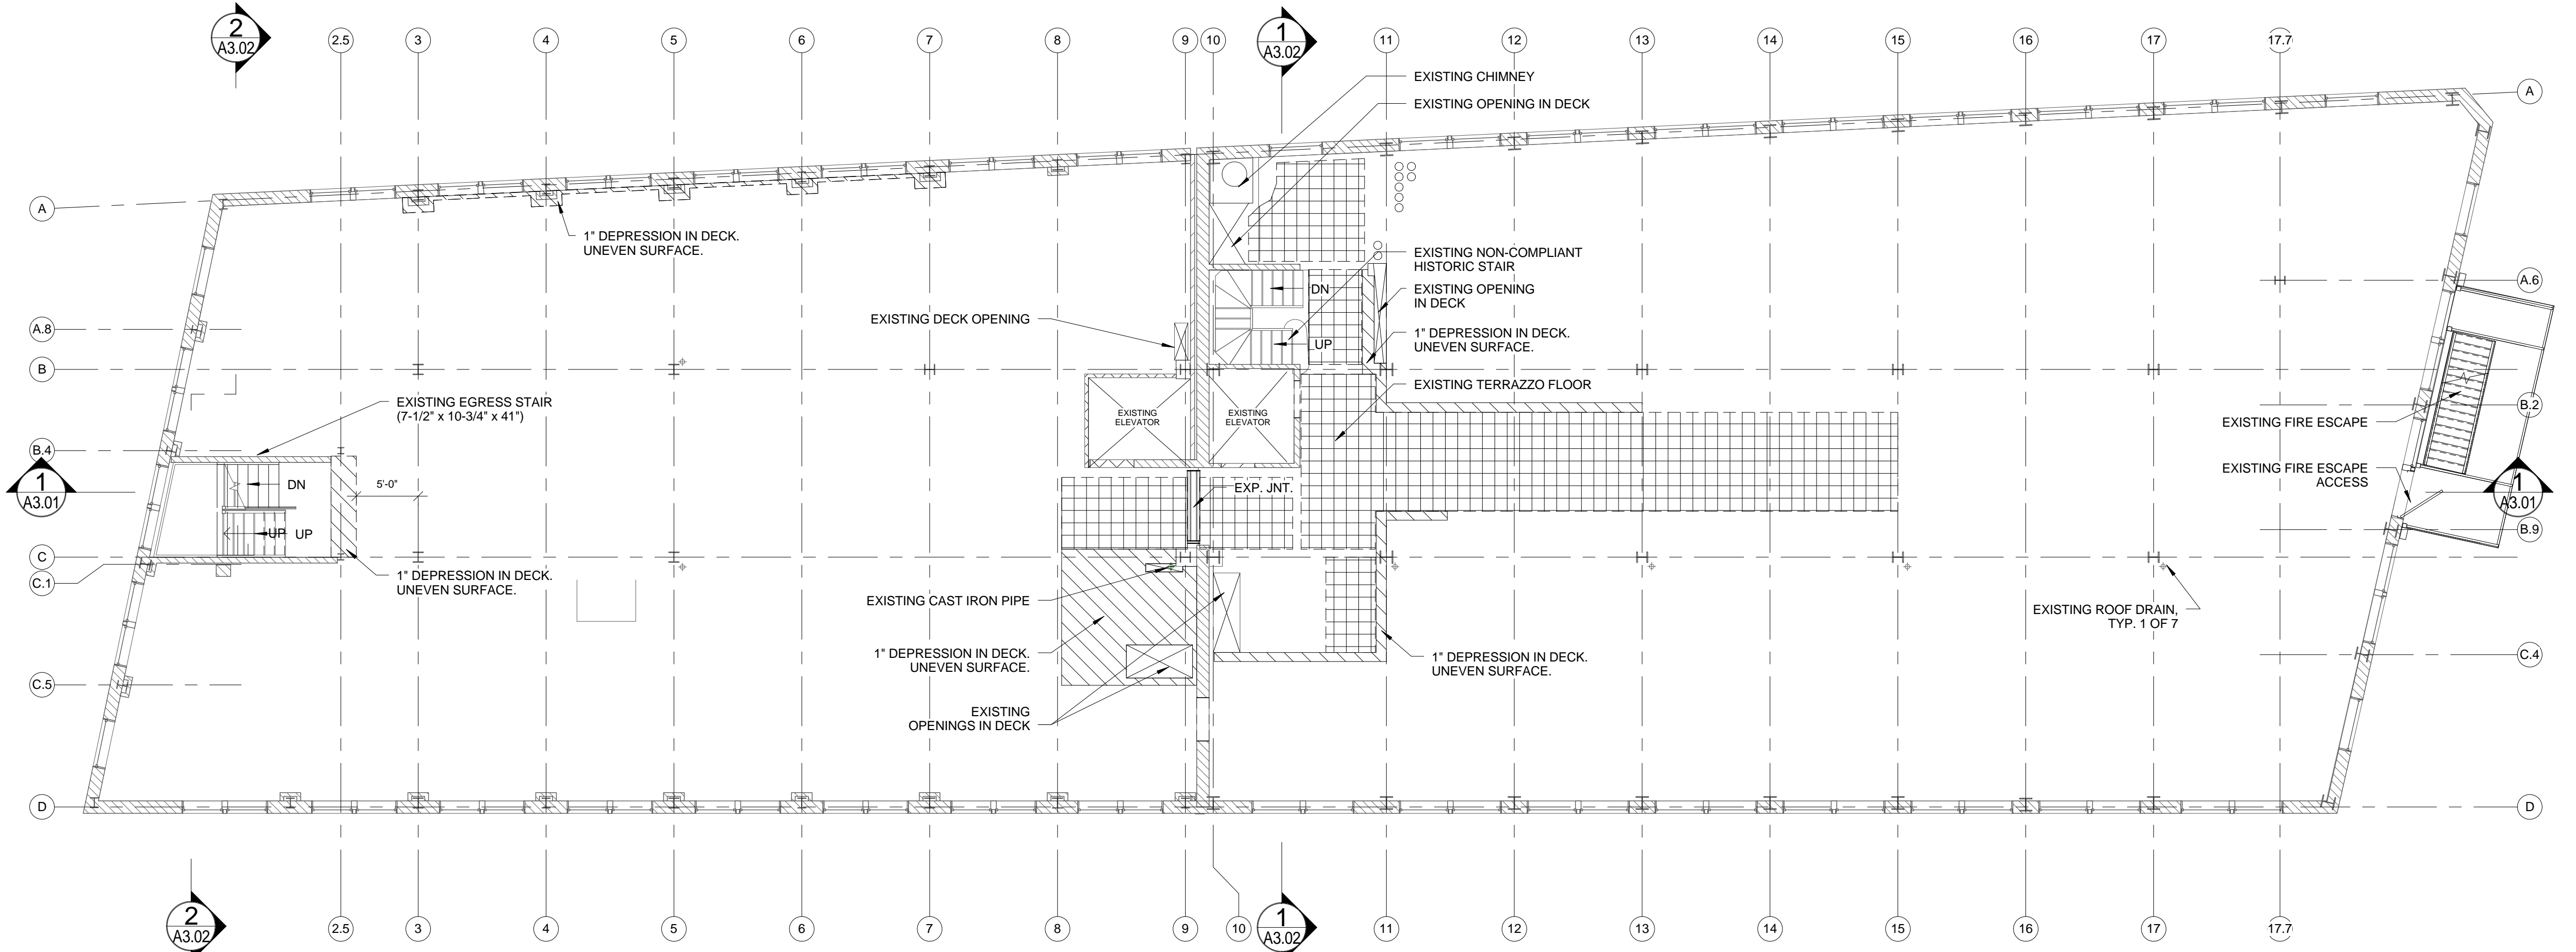 2
A3.02
2.5
3
4
5
6
7
8
9
10
1
A3.02
11
12
13
14
15
16
17
17.7
EXISTING CHIMNEY
EXISTING OPENING IN DECK
A
A
1" DEPRESSION IN DECK.
UNEVEN SURFACE.
EXISTING NON-COMPLIANT
HISTORIC STAIR
DN
EXISTING OPENING
IN DECK
A.6
A.8
EXISTING DECK OPENING
UP
1" DEPRESSION IN DECK.
UNEVEN SURFACE.
B
EXISTING TERRAZZO FLOOR
EXISTING EGRESS STAIR
(7-1/2" x 10-3/4" x 41")
EXISTING
ELEVATOR
EXISTING
ELEVATOR
EXISTING FIRE ESCAPE
B.2
B.4
1
A3.01
DN
5'-0"
EXP. JNT.
EXISTING FIRE ESCAPE
ACCESS
1
A3.01
UP
UP
B.9
C
C.1
1" DEPRESSION IN DECK.
UNEVEN SURFACE.
EXISTING CAST IRON PIPE
EXISTING ROOF DRAIN,
TYP. 1 OF 7
1" DEPRESSION IN DECK.
UNEVEN SURFACE.
1" DEPRESSION IN DECK.
UNEVEN SURFACE.
C.4
C.5
EXISTING
OPENINGS IN DECK
D
D
2
A3.02
2.5
3
4
5
6
7
8
9
10
1
A3.02
11
12
13
14
15
16
17
17.7